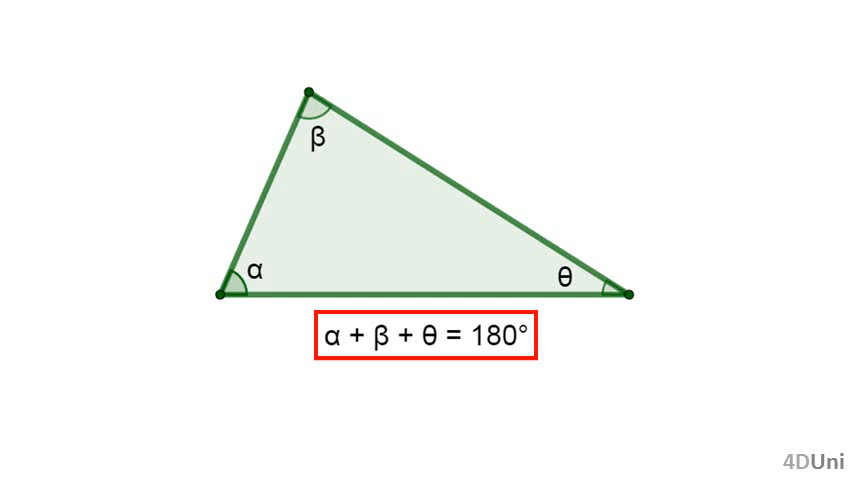 β
α
θ
α + β + θ = 180°
4DUni